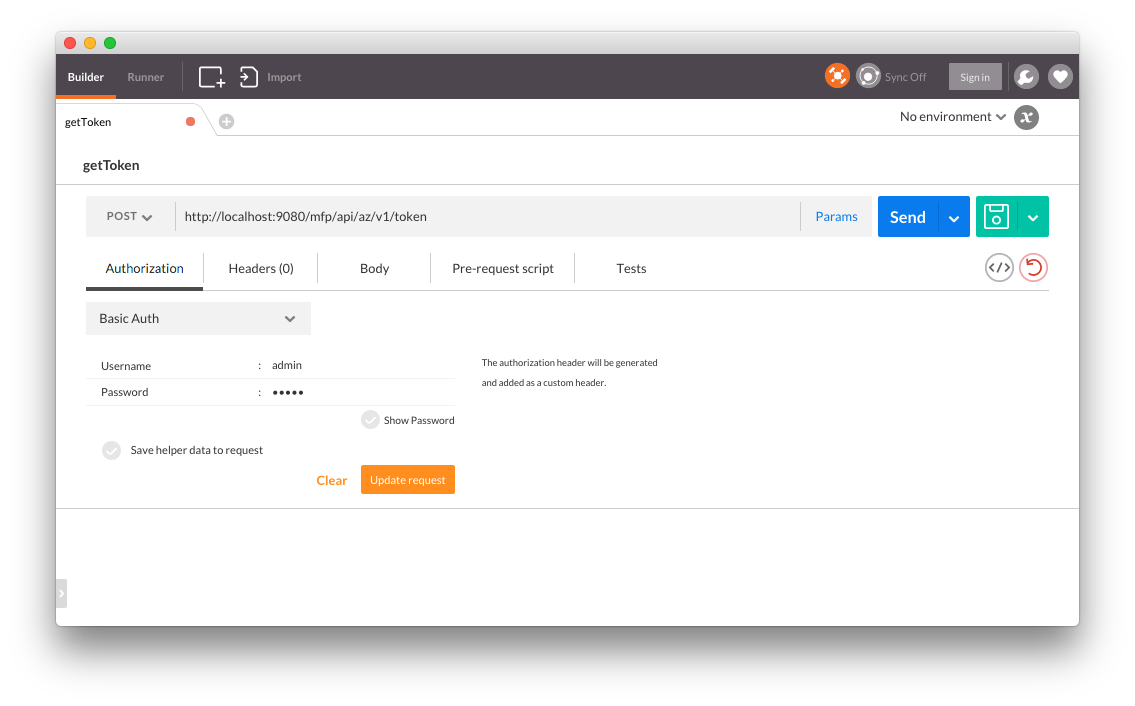 Builder Runner Import Sync Off Sign in
getToken No environment
getToken
POST http://localhost:9080/mfp/api/az/v1/token Params Send
Authorization Headers (0) Body Pre-request script Tests
Basic Auth
Username : admin The authorization header will be generated
Password : ••••• and added as a custom header.
Show Password
Save helper data to request
Clear Update request